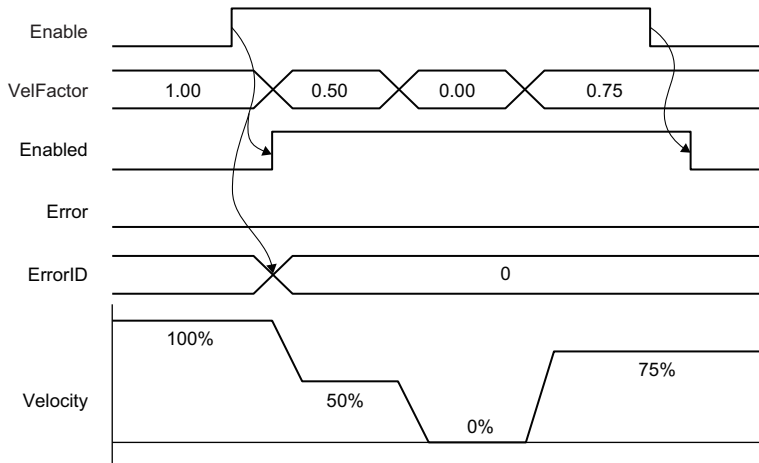 Enable
VelFactor
1.00 0.50 0.00 0.75
Enabled
Error
ErrorID
0
100%
50%
0%
75%
Velocity